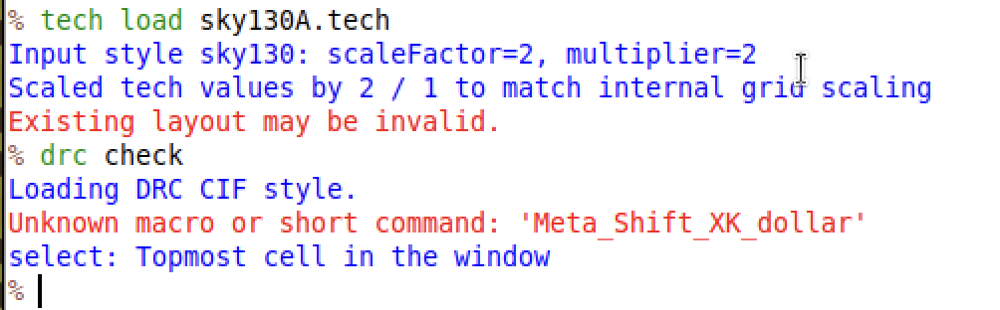 % tech load sky130A.tech
Input style sky130: scaleFactor=2, multiplier=2
Scaled tech values by 2 / 1 to match internal grid scaling
Existing layout may be invalid.
% drc check
Loading DRC CIF style.
Unknown macro or short command: 'Meta_Shift_XK_dollar'
select: Topmost cell in the window
%